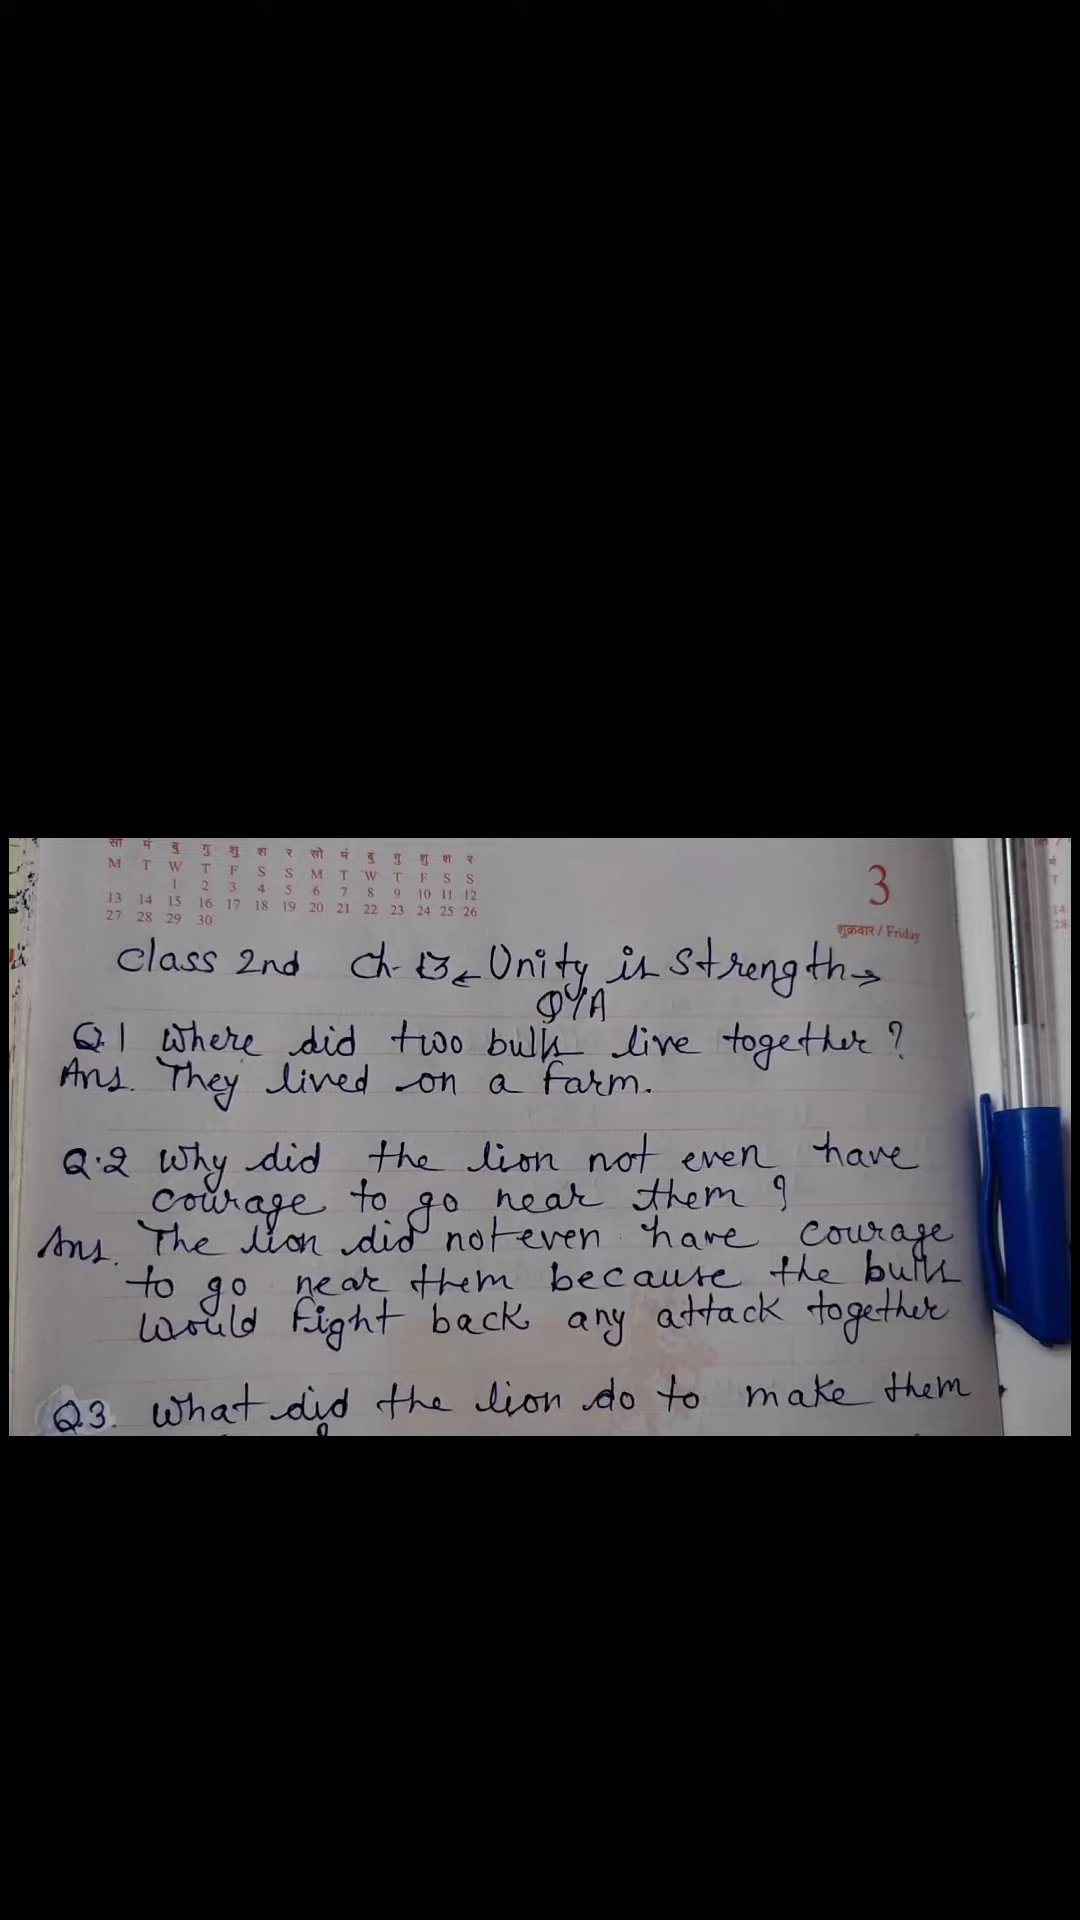 सो मं बु गु शु श र सो मं बु गु शु श र
M T W T F S S M T W T F S S
1 2 3 4 5 6 7 8 9 10 11 12
13 14 15 16 17 18 19 20 21 22 23 24 25 26
27 28 29 30
3
शुक्रवार / Friday
Class 2nd Ch-13 ← Unity is Strength →
Q/A
Q.1 Where did two bulls live together?
Ans. They lived on a farm.
Q.2 Why did the lion not even have
courage to go near them?
Ans. The lion did not even have courage
to go near them because the bulls
would fight back any attack together
Q3. What did the lion do to make them